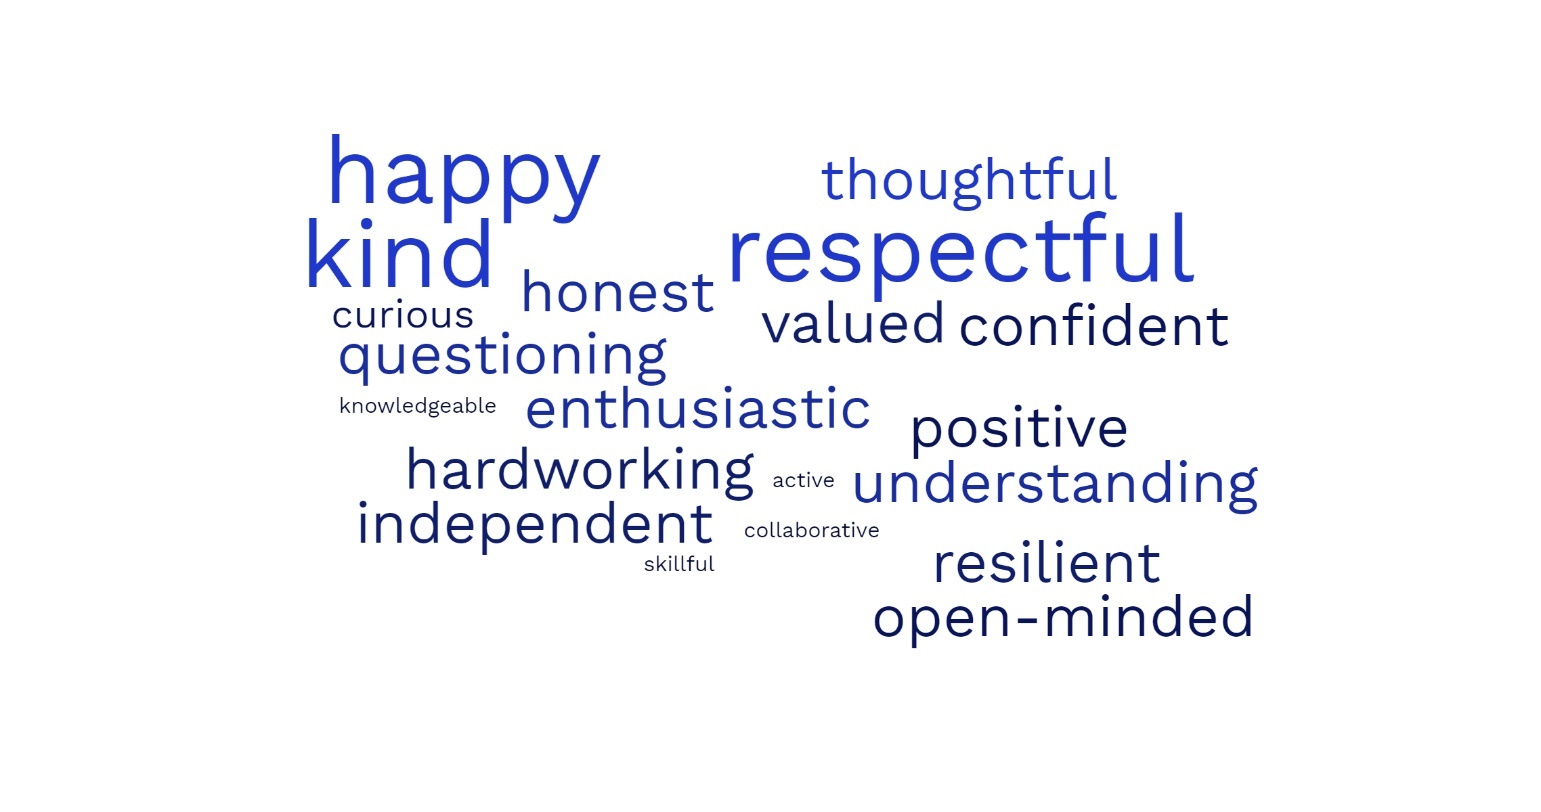 happy
thoughtful
kind
respectful
honest
curious
valued
confident
questioning
knowledgeable
enthusiastic
positive
hardworking
active
understanding
independent
collaborative
skillful
resilient
open-minded